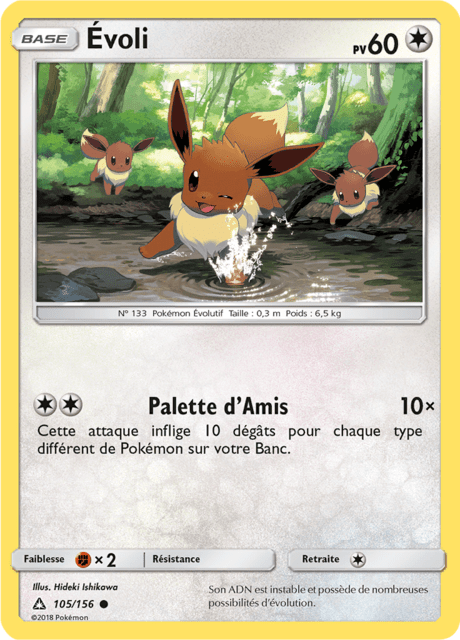 BASE Évoli PV60
N° 133 Pokémon Évolutif Taille : 0,3 m Poids : 6,5 kg
Palette d'Amis 10×
Cette attaque inflige 10 dégâts pour chaque type
différent de Pokémon sur votre Banc.
Faiblesse ×2 Résistance Retraite
Illus. Hideki Ishikawa
105/156
©2018 Pokémon
Son ADN est instable et possède de nombreuses
possibilités d'évolution.